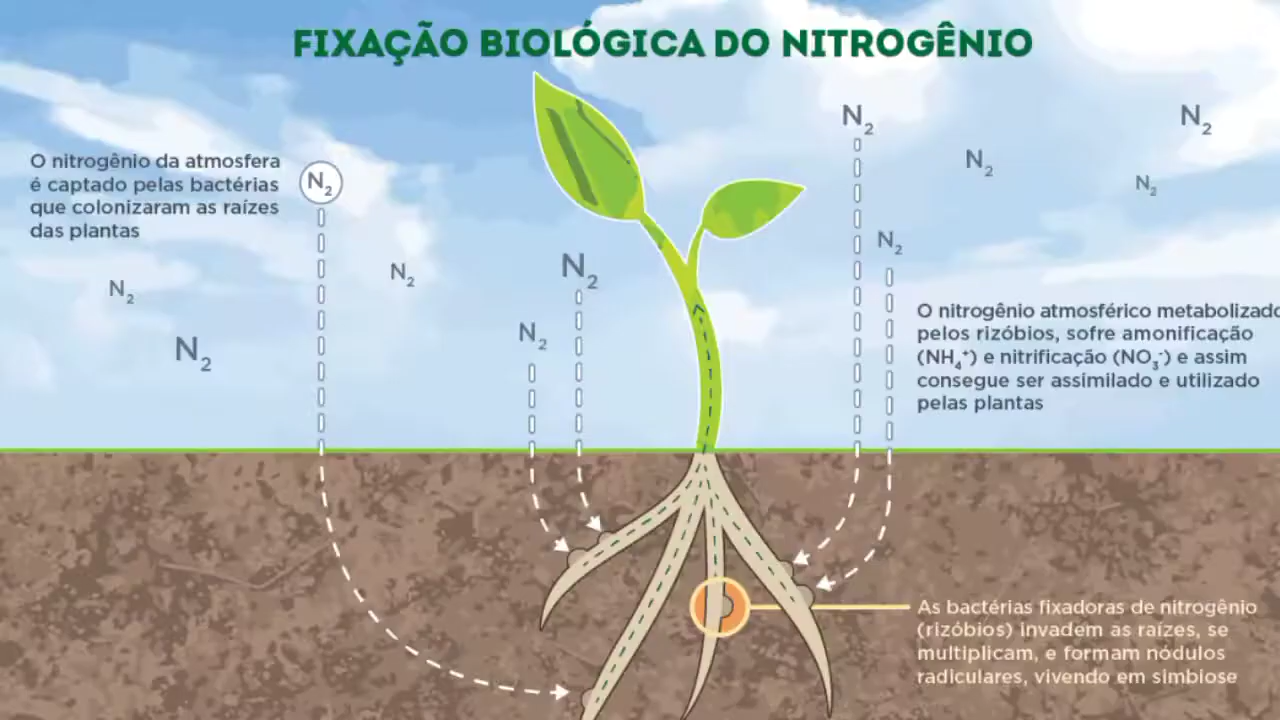 FIXAÇÃO BIOLÓGICA DO NITROGÊNIO
O nitrogênio da atmosfera
é captado pelas bactérias
que colonizaram as raízes
das plantas
N₂
N₂
N₂
N₂
N₂
N₂
N₂
N₂
N₂
N₂
N₂
O nitrogênio atmosférico metabolizado
pelos rizóbios, sofre amonificação
(NH₄⁺) e nitrificação (NO₃⁻) e assim
consegue ser assimilado e utilizado
pelas plantas
As bactérias fixadoras de nitrogênio
(rizóbios) invadem as raízes, se
multiplicam, e formam nódulos
radiculares, vivendo em simbiose